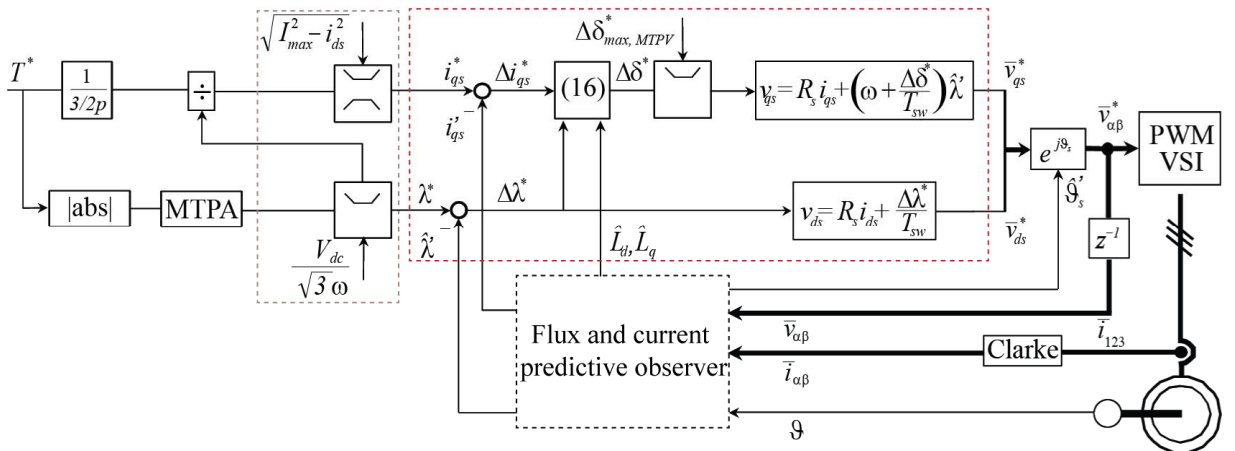 √I²max − i²ds
T*
1
3/2p
÷
i*qs
Δi*qs
i'qs
−
(16)
Δδ*
Δδ*max, MTPV
vqs = Rs iqs + (ω + Δδ*/Tsw) λ̂'
v̅*qs
e^jϑs
v̅*αβ
PWM
VSI
|abs|
MTPA
λ*
λ̂'
−
Δλ*
vds = Rs ids + Δλ*/Tsw
v̅*ds
ϑ̂'s
z⁻¹
Vdc
√3 ω
L̂d, L̂q
Flux and current
predictive observer
v̅αβ
i̅αβ
Clarke
i̅123
ϑ